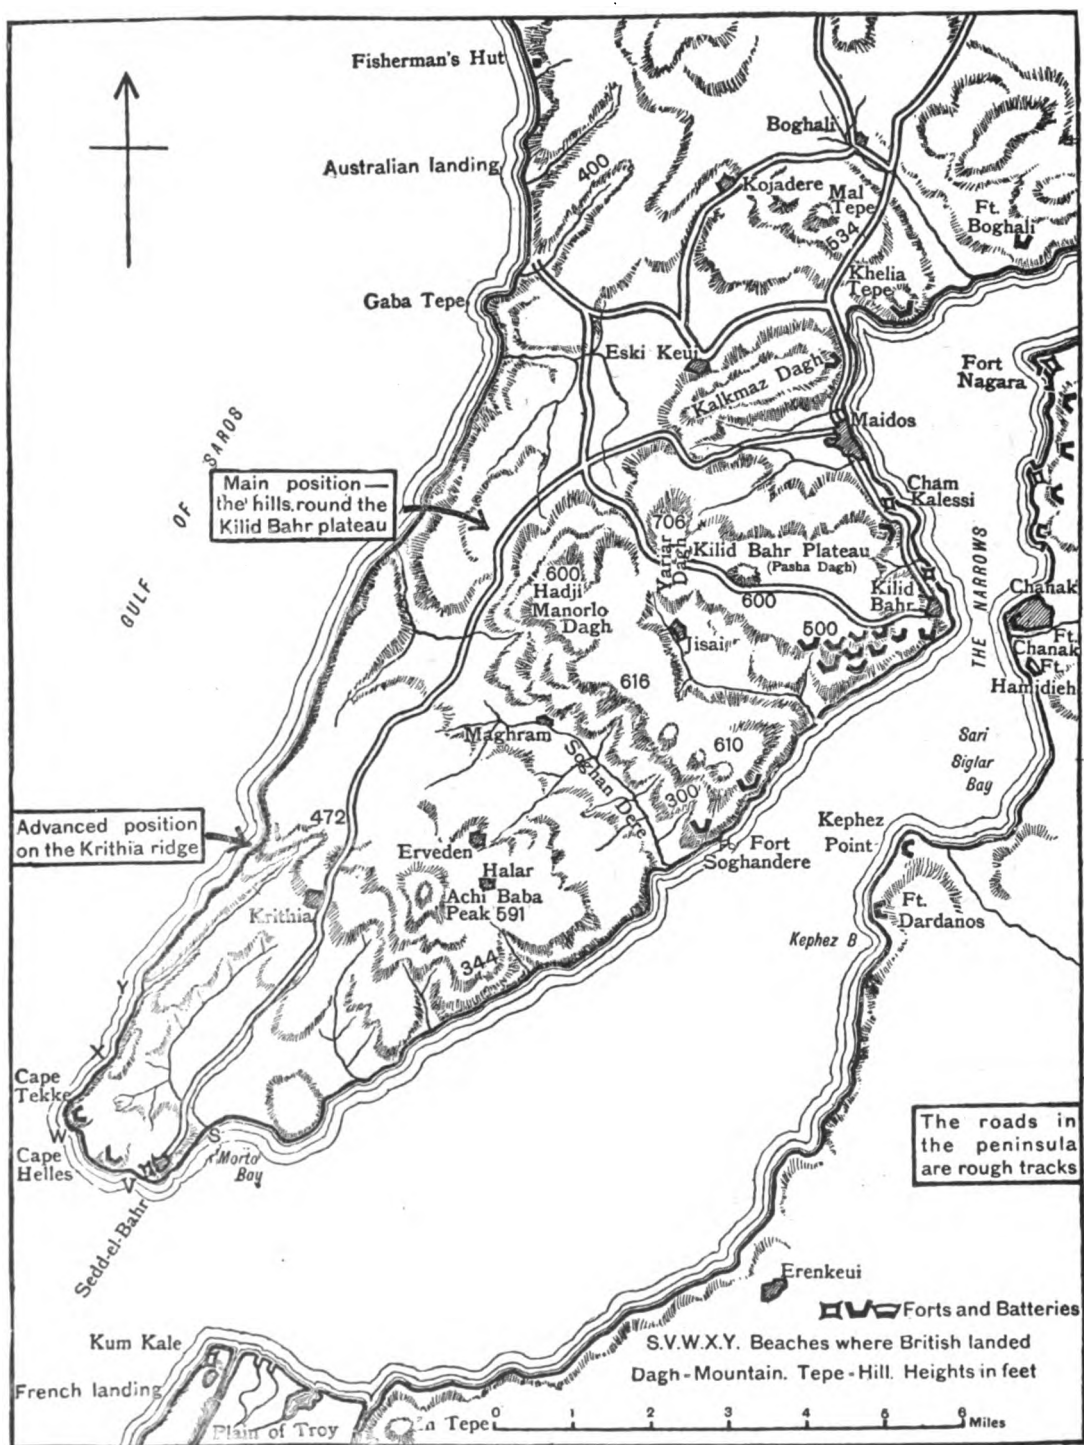 Fisherman's Hut
Boghali
Australian landing
400
Kojadere
Mal
Tepe
534
Ft.
Boghali
Khelia
Tepe
Gaba Tepe
Eski Keui
Kalkmaz Dagh
Fort
Nagara
Maidos
GULF OF SAROS
Main position—
the hills round the
Kilid Bahr plateau
Cham
Kalessi
706
Yariar
Dagh
Kilid Bahr Plateau
(Pasha Dagh)
600
Hadji
Manorlo
Dagh
600
Kilid
Bahr
THE NARROWS
Chanak
500
Jisai
Ft.
Chanak
Ft.
Hamidieh
616
Maghram
Soghan Dere
610
300
Sari
Siglar
Bay
Advanced position
on the Krithia ridge
472
Kephez
Point
Erveden
Halar
Fort
Soghandere
Achi Baba
Peak 591
Krithia
Ft.
Dardanos
Kephez B
344
Y
X
Cape
Tekke
W
Cape
Helles
V
S
Morto
Bay
Sedd-el-Bahr
The roads in
the peninsula
are rough tracks
Erenkeui
Forts and Batteries
Kum Kale
S.V.W.X.Y. Beaches where British landed
Dagh-Mountain. Tepe-Hill. Heights in feet
French landing
Plain of Troy
Tepe
0 1 2 3 4 5 6
Miles